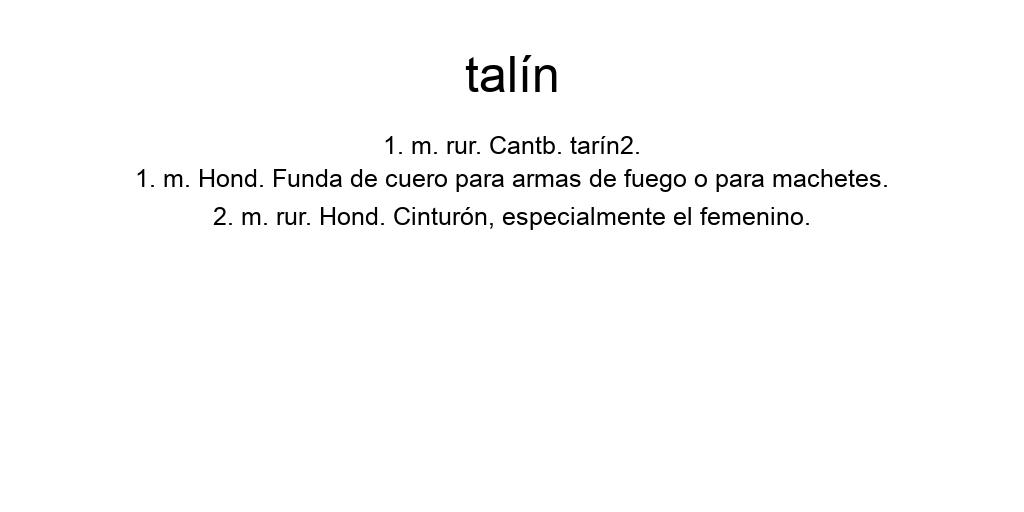 talín
1. m. rur. Cantb. tarín2.
1. m. Hond. Funda de cuero para armas de fuego o para machetes.
2. m. rur. Hond. Cinturón, especialmente el femenino.